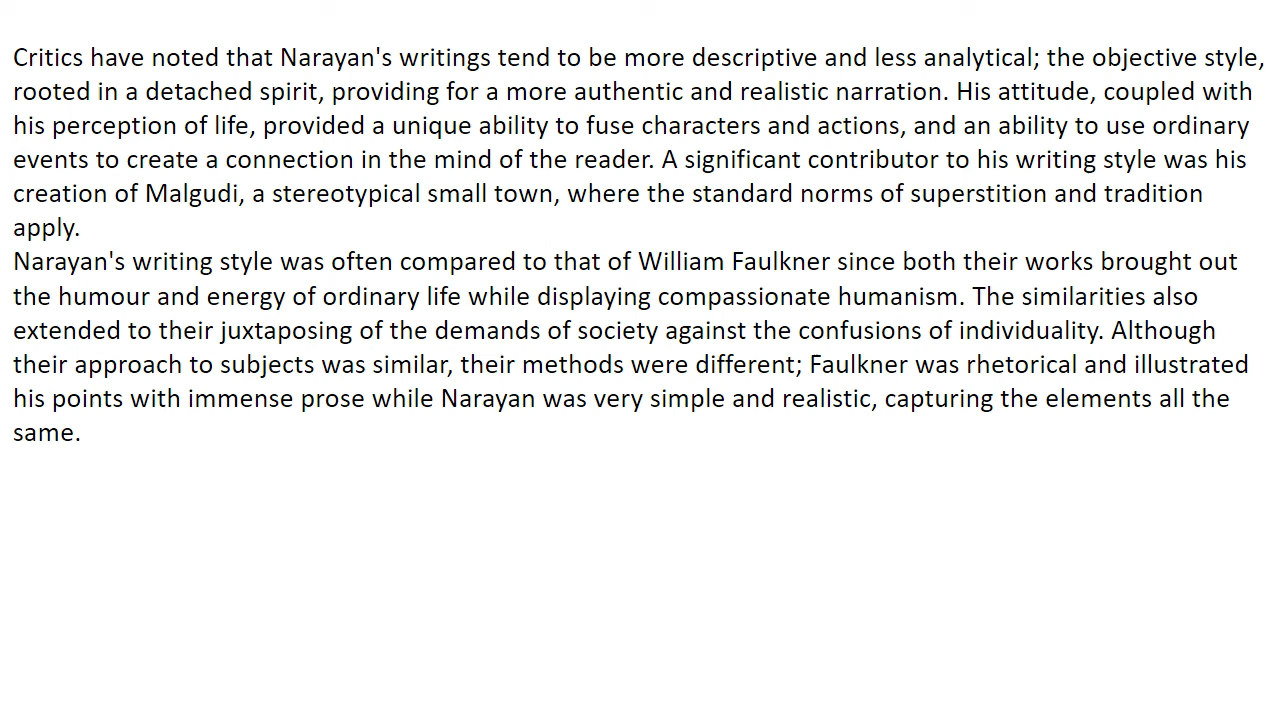 Critics have noted that Narayan's writings tend to be more descriptive and less analytical; the objective style,
rooted in a detached spirit, providing for a more authentic and realistic narration. His attitude, coupled with
his perception of life, provided a unique ability to fuse characters and actions, and an ability to use ordinary
events to create a connection in the mind of the reader. A significant contributor to his writing style was his
creation of Malgudi, a stereotypical small town, where the standard norms of superstition and tradition
apply.
Narayan's writing style was often compared to that of William Faulkner since both their works brought out
the humour and energy of ordinary life while displaying compassionate humanism. The similarities also
extended to their juxtaposing of the demands of society against the confusions of individuality. Although
their approach to subjects was similar, their methods were different; Faulkner was rhetorical and illustrated
his points with immense prose while Narayan was very simple and realistic, capturing the elements all the
same.